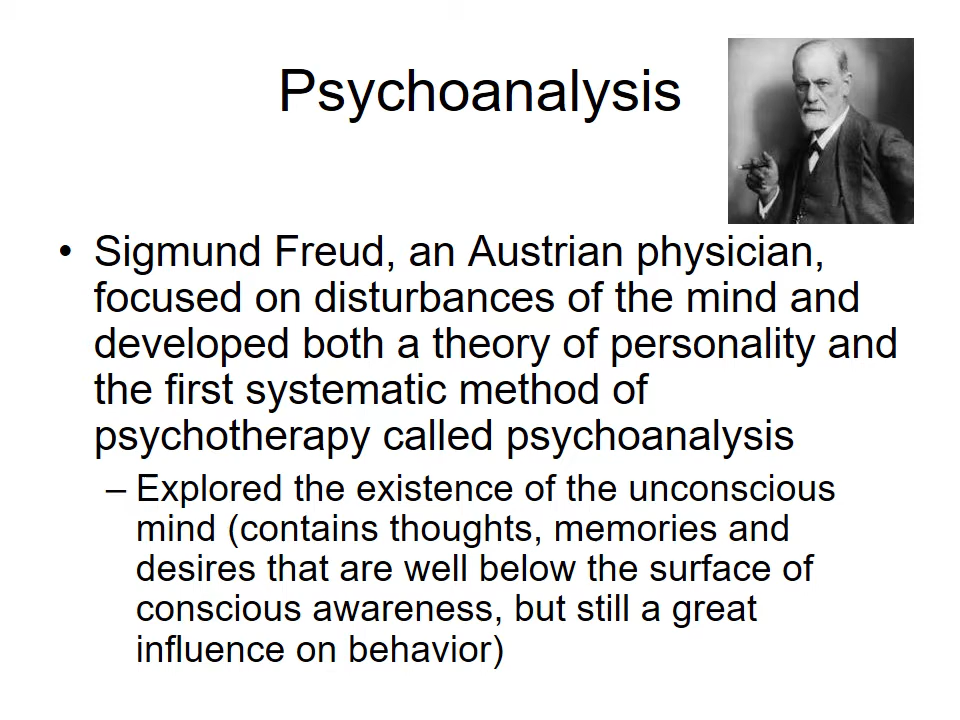 Psychoanalysis
• Sigmund Freud, an Austrian physician,
focused on disturbances of the mind and
developed both a theory of personality and
the first systematic method of
psychotherapy called psychoanalysis
– Explored the existence of the unconscious
mind (contains thoughts, memories and
desires that are well below the surface of
conscious awareness, but still a great
influence on behavior)